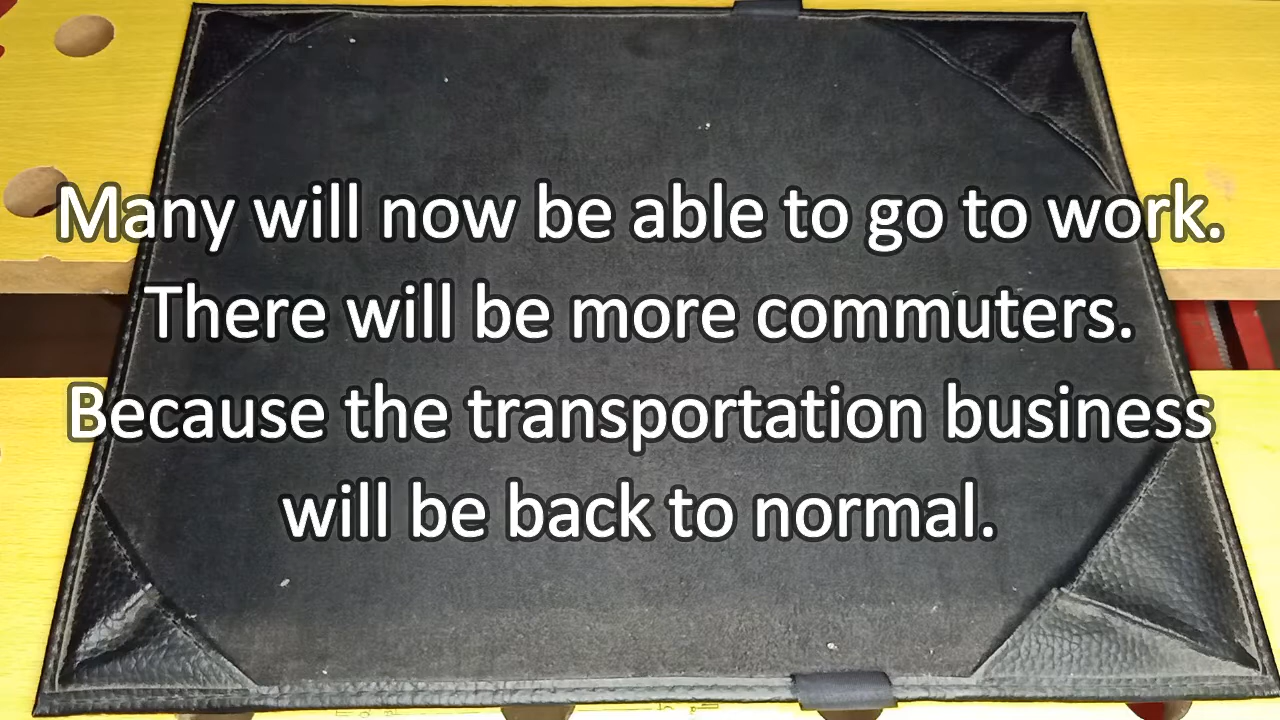 Many will now be able to go to work.
There will be more commuters.
Because the transportation business
will be back to normal.